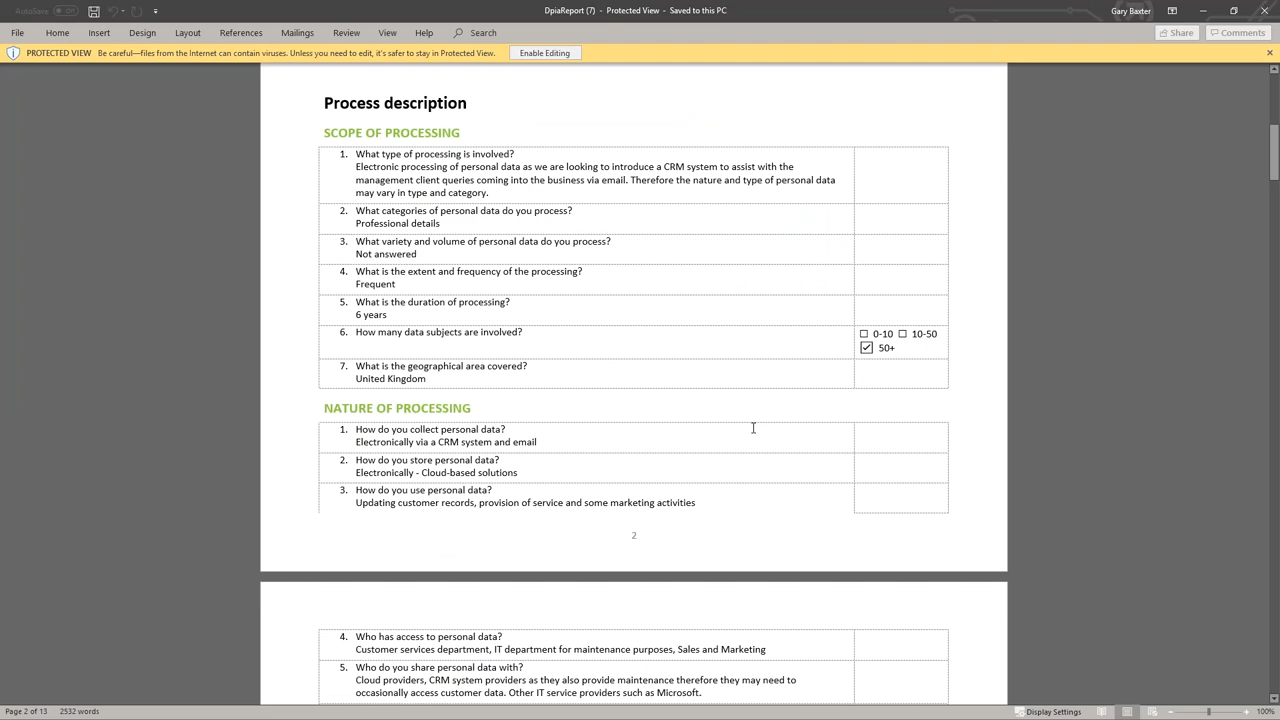 AutoSave Off
DpiaReport (7) - Protected View - Saved to this PC
Gary Baxter
File Home Insert Design Layout References Mailings Review View Help Search
Share Comments
PROTECTED VIEW Be careful—files from the Internet can contain viruses. Unless you need to edit, it's safer to stay in Protected View. Enable Editing
Process description
SCOPE OF PROCESSING
1. What type of processing is involved?
Electronic processing of personal data as we are looking to introduce a CRM system to assist with the
management client queries coming into the business via email. Therefore the nature and type of personal data
may vary in type and category.
2. What categories of personal data do you process?
Professional details
3. What variety and volume of personal data do you process?
Not answered
4. What is the extent and frequency of the processing?
Frequent
5. What is the duration of processing?
6 years
6. How many data subjects are involved?
☐ 0-10 ☐ 10-50
☑ 50+
7. What is the geographical area covered?
United Kingdom
NATURE OF PROCESSING
1. How do you collect personal data?
Electronically via a CRM system and email
2. How do you store personal data?
Electronically - Cloud-based solutions
3. How do you use personal data?
Updating customer records, provision of service and some marketing activities
2
4. Who has access to personal data?
Customer services department, IT department for maintenance purposes, Sales and Marketing
5. Who do you share personal data with?
Cloud providers, CRM system providers as they also provide maintenance therefore they may need to
occasionally access customer data. Other IT service providers such as Microsoft.
Page 2 of 13 2532 words
Display Settings
100%